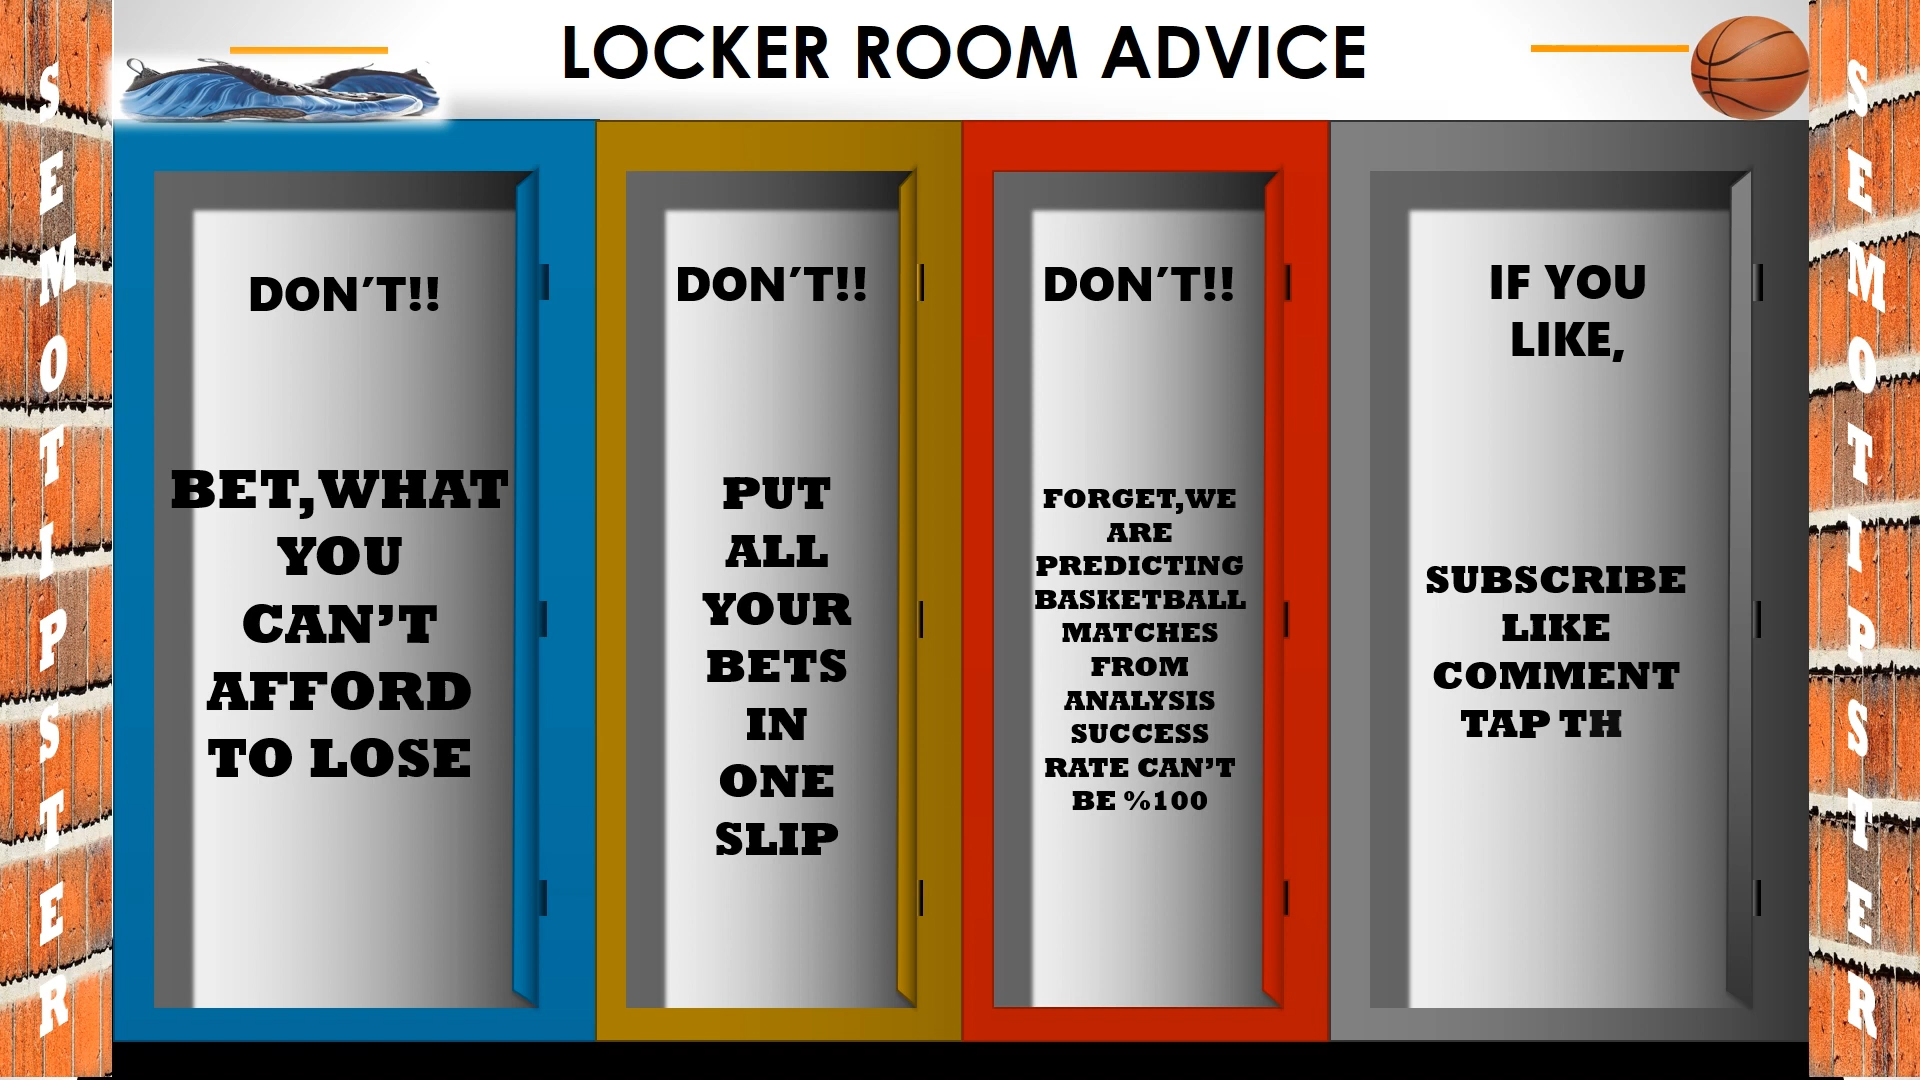 LOCKER ROOM ADVICE
SEMOTIPSTER
DON'T!!
BET,WHAT
YOU
CAN'T
AFFORD
TO LOSE
DON'T!!
PUT
ALL
YOUR
BETS
IN
ONE
SLIP
DON'T!!
FORGET,WE
ARE
PREDICTING
BASKETBALL
MATCHES
FROM
ANALYSIS
SUCCESS
RATE CAN'T
BE %100
IF YOU
LIKE,
SUBSCRIBE
LIKE
COMMENT
TAP TH
SEMOTIPSTER